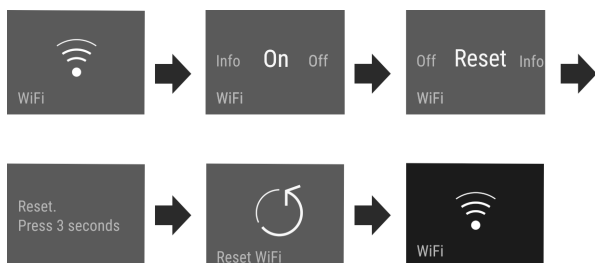 WiFi
Info On Off
WiFi
Off Reset Info
WiFi
Reset.
Press 3 seconds
Reset WiFi
WiFi